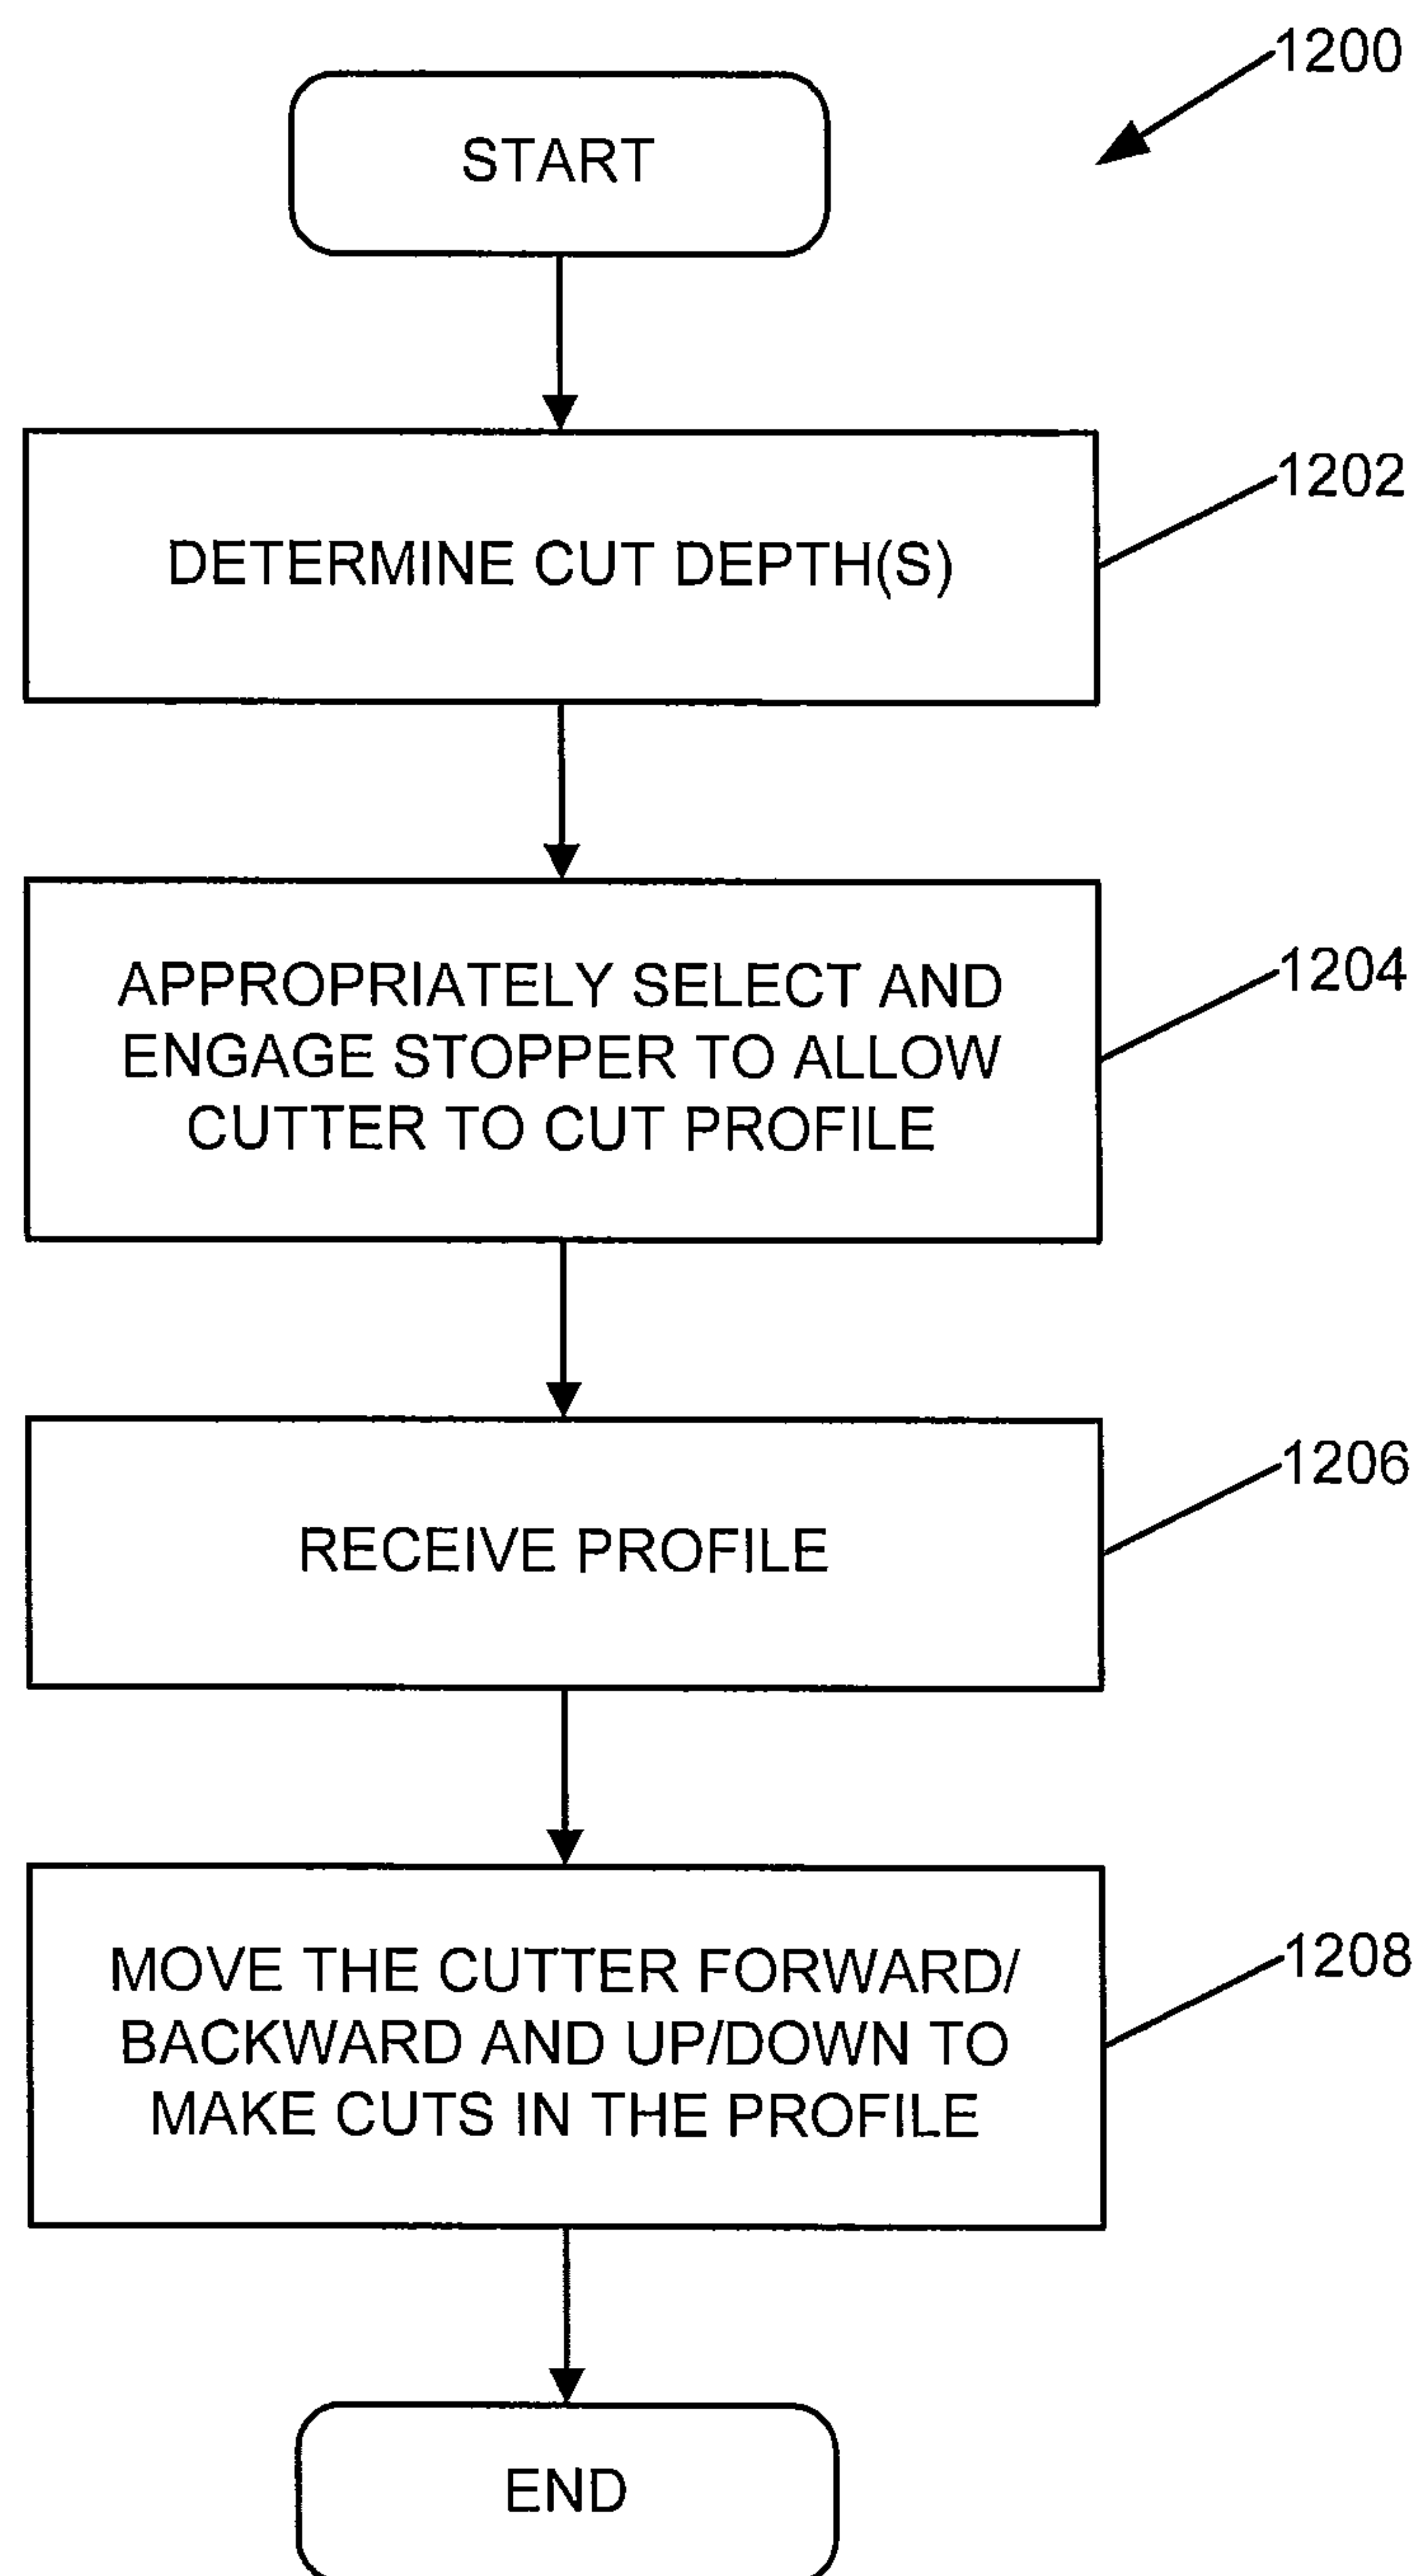 1200
START
1202
DETERMINE CUT DEPTH(S)
1204
APPROPRIATELY SELECT AND
ENGAGE STOPPER TO ALLOW
CUTTER TO CUT PROFILE
1206
RECEIVE PROFILE
1208
MOVE THE CUTTER FORWARD/
BACKWARD AND UP/DOWN TO
MAKE CUTS IN THE PROFILE
END